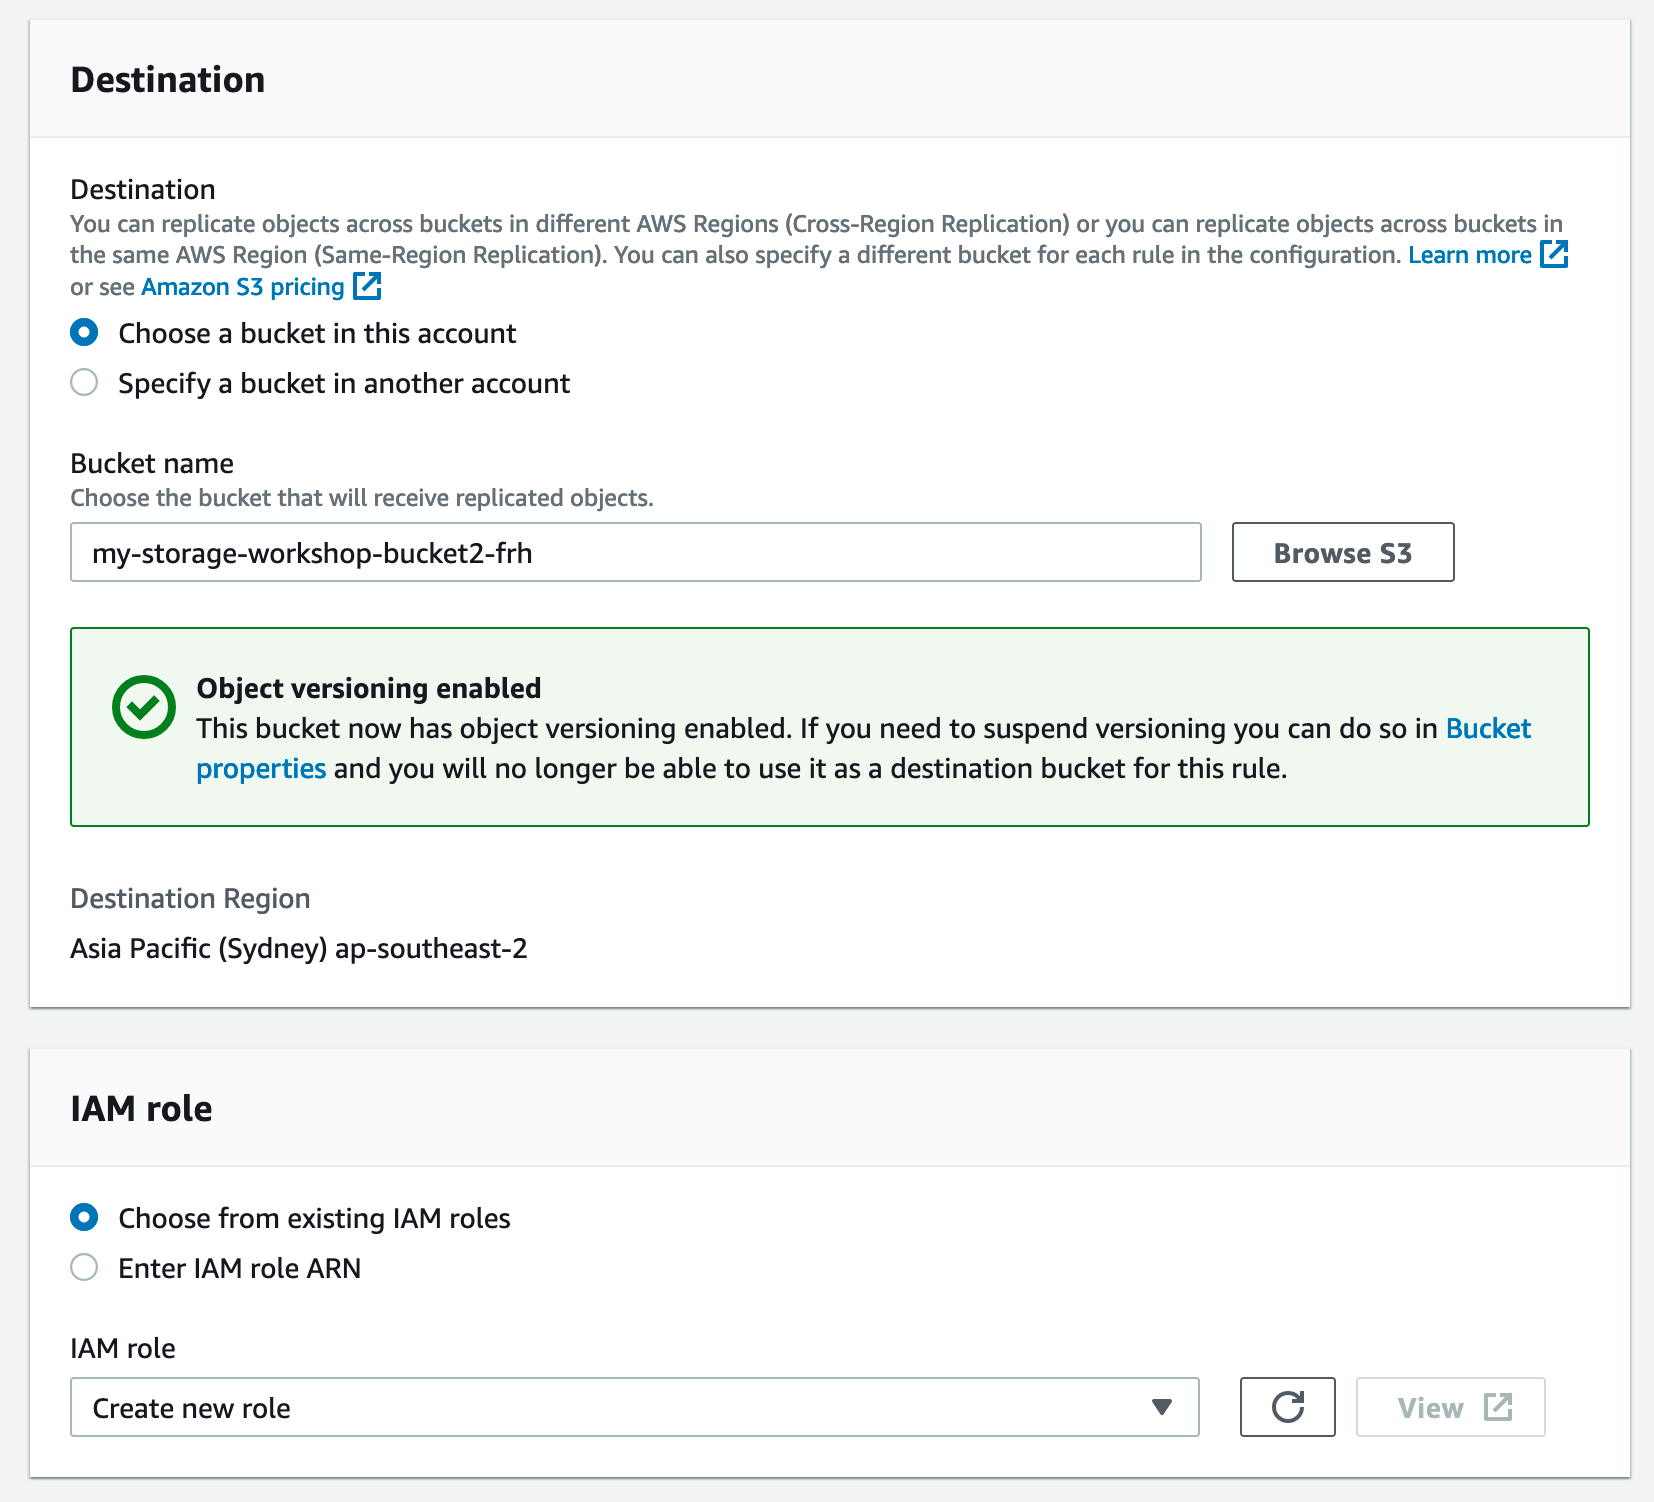 Destination
Destination
You can replicate objects across buckets in different AWS Regions (Cross-Region Replication) or you can replicate objects across buckets in
the same AWS Region (Same-Region Replication). You can also specify a different bucket for each rule in the configuration. Learn more
or see Amazon S3 pricing
Choose a bucket in this account
Specify a bucket in another account
Bucket name
Choose the bucket that will receive replicated objects.
my-storage-workshop-bucket2-frh
Browse S3
Object versioning enabled
This bucket now has object versioning enabled. If you need to suspend versioning you can do so in Bucket
properties and you will no longer be able to use it as a destination bucket for this rule.
Destination Region
Asia Pacific (Sydney) ap-southeast-2
IAM role
Choose from existing IAM roles
Enter IAM role ARN
IAM role
Create new role
View